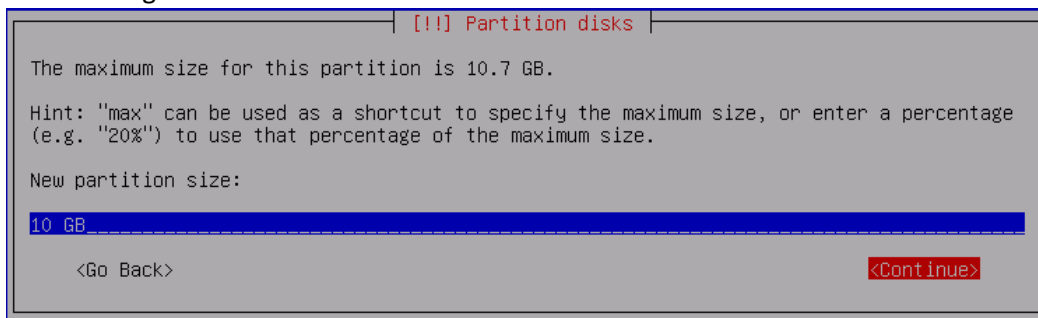 [!!] Partition disks
The maximum size for this partition is 10.7 GB.
Hint: "max" can be used as a shortcut to specify the maximum size, or enter a percentage
(e.g. "20%") to use that percentage of the maximum size.
New partition size:
10 GB
<Go Back> <Continue>